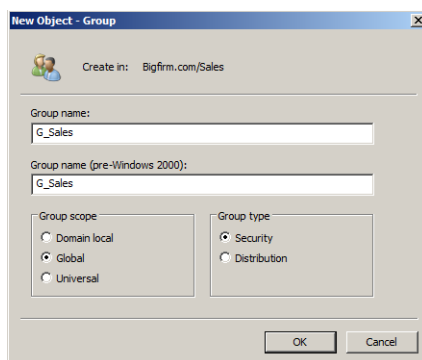 New Object - Group
Create in: Bigfirm.com/Sales
Group name:
G_Sales
Group name (pre-Windows 2000):
G_Sales
Group scope
Group type
Domain local
Security
Global
Distribution
Universal
OK
Cancel